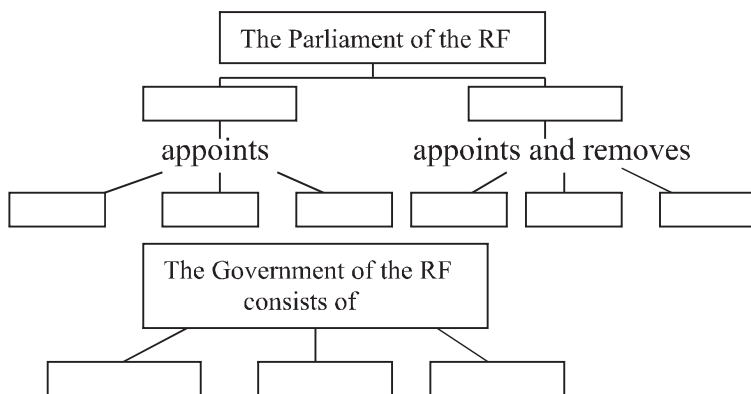 The Parliament of the RF
appoints
appoints and removes
The Government of the RF
consists of